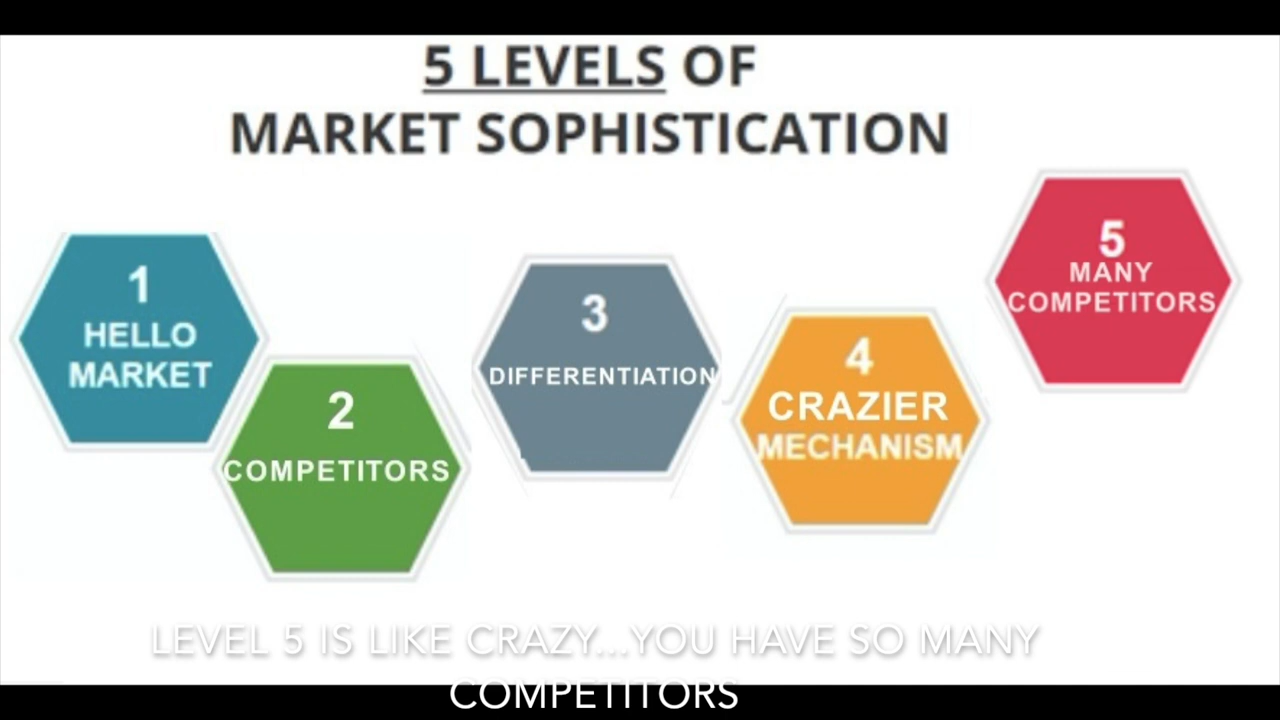 5 LEVELS OF
MARKET SOPHISTICATION
1
HELLO
MARKET
2
COMPETITORS
3
DIFFERENTIATION
4
CRAZIER
MECHANISM
5
MANY
COMPETITORS
LEVEL 5 IS LIKE CRAZY...YOU HAVE SO MANY
COMPETITORS